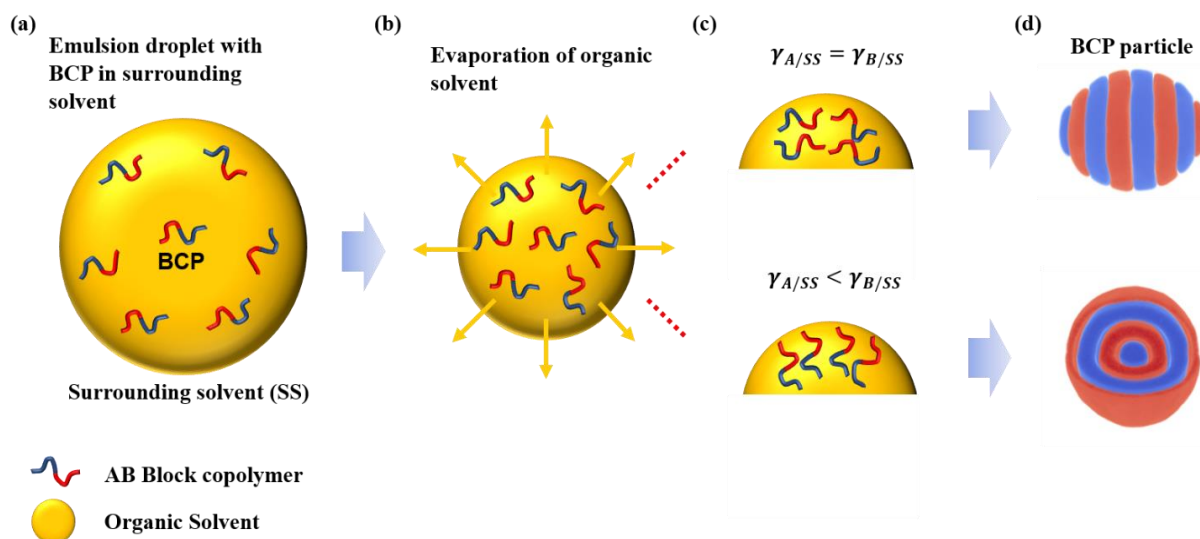 (a)
Emulsion droplet with
BCP in surrounding
solvent
BCP
Surrounding solvent (SS)
AB Block copolymer
Organic Solvent
(b)
Evaporation of organic
solvent
(c)
γA/SS = γB/SS
γA/SS < γB/SS
(d)
BCP particle